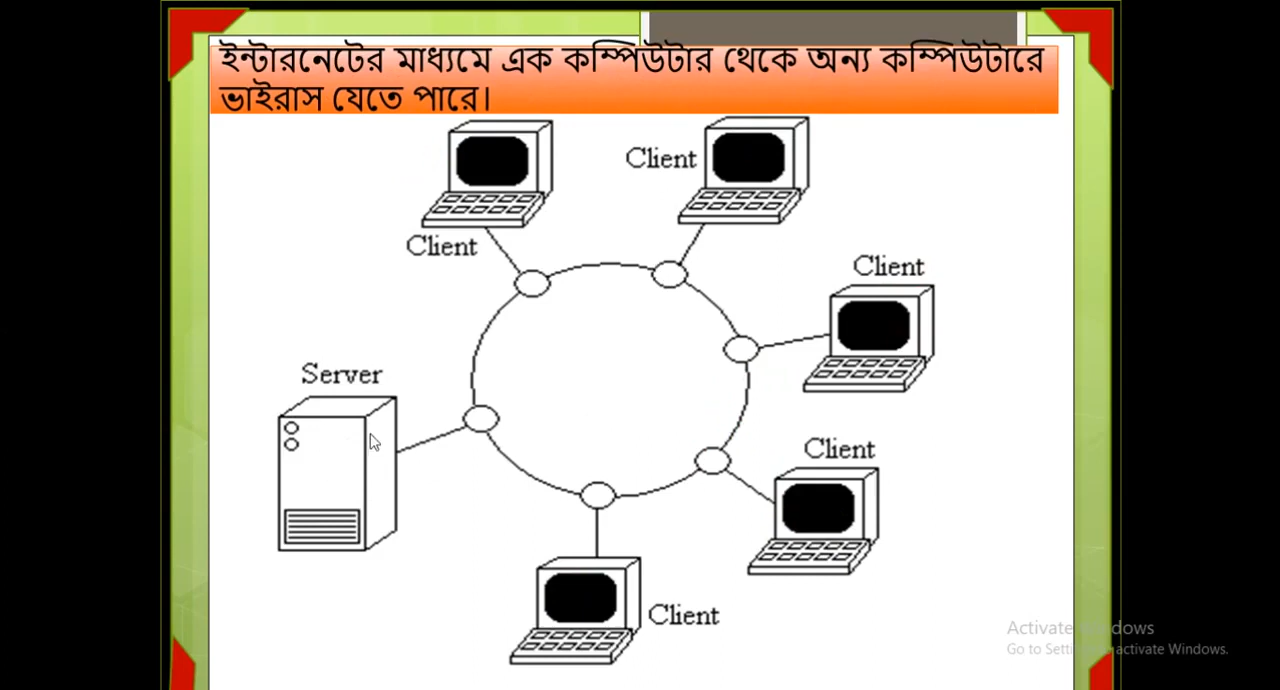 ইন্টারনেটের মাধ্যমে এক কম্পিউটার থেকে অন্য কম্পিউটারে
ভাইরাস যেতে পারে।
Client
Client
Client
Server
Client
Client
Activate Windows
Go to Settings to activate Windows.